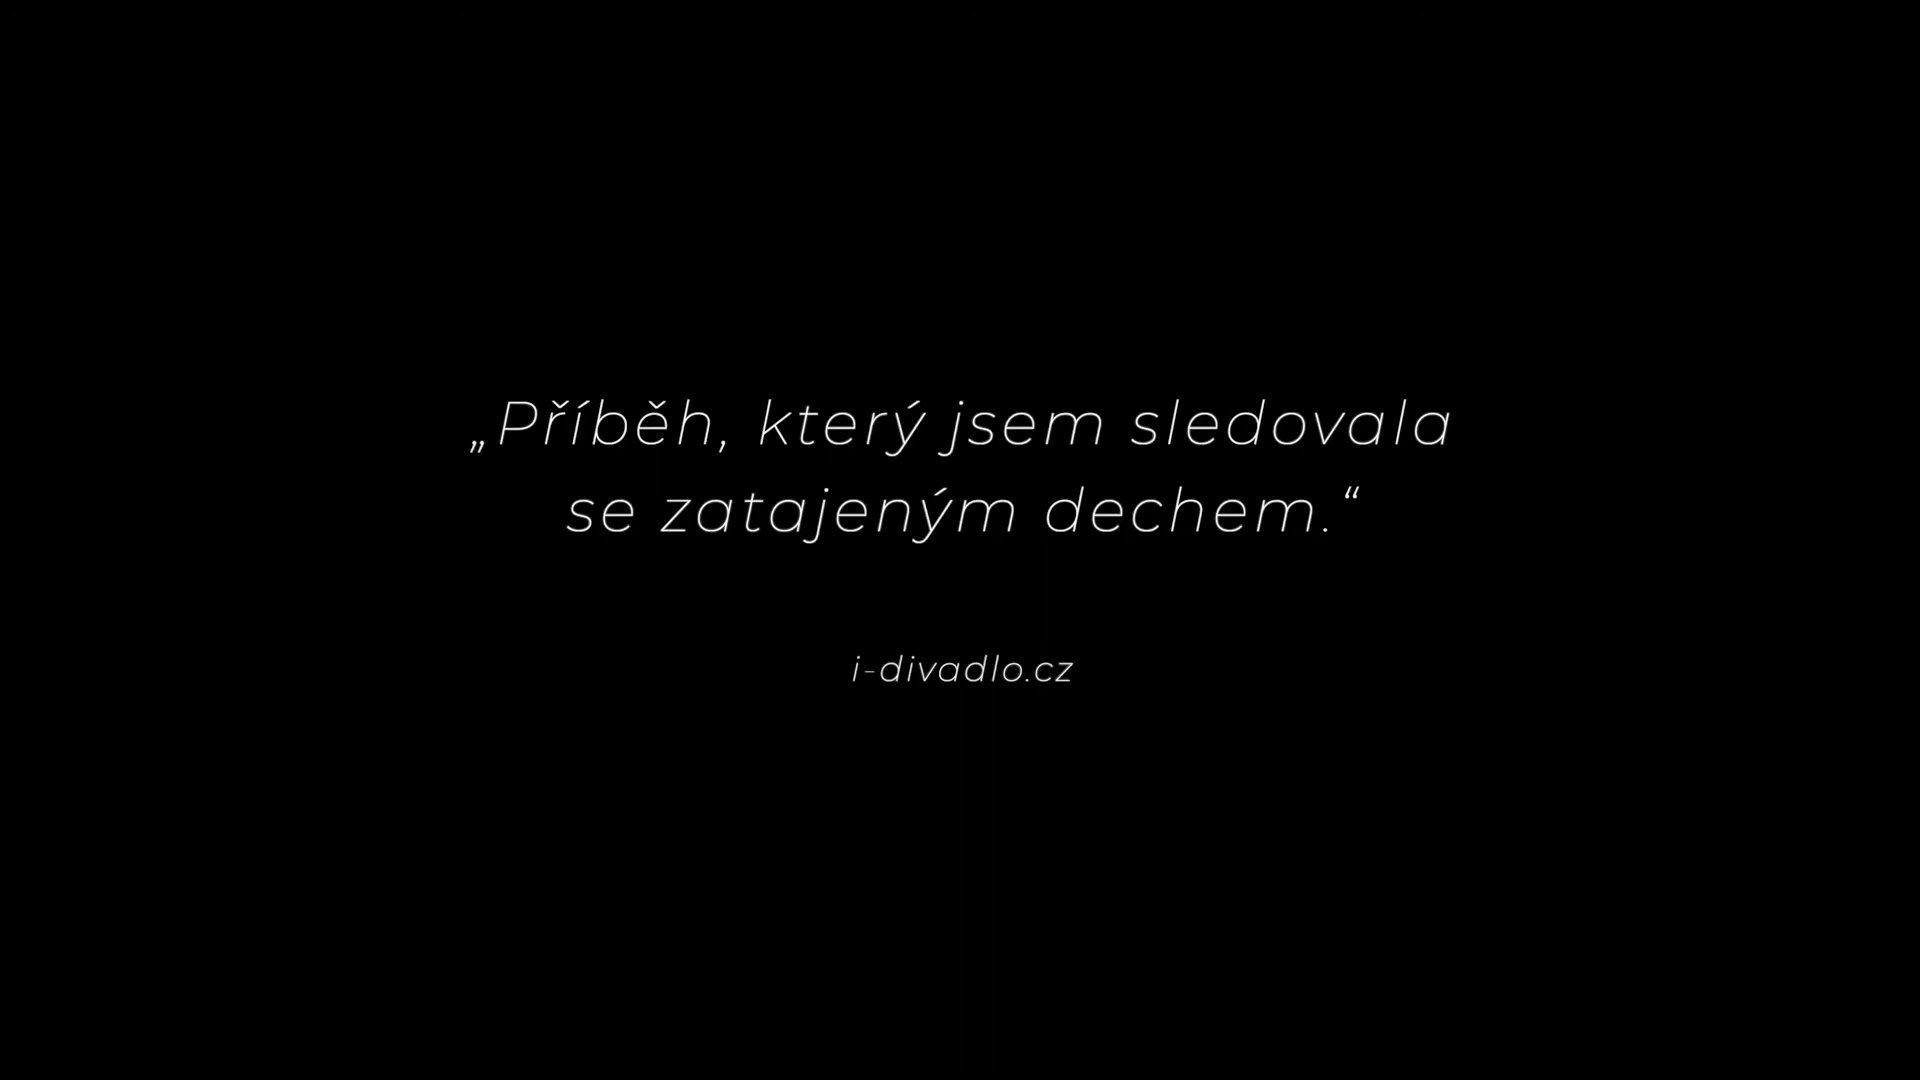 „Příběh, který jsem sledovala
se zatajeným dechem.“
i-divadlo.cz